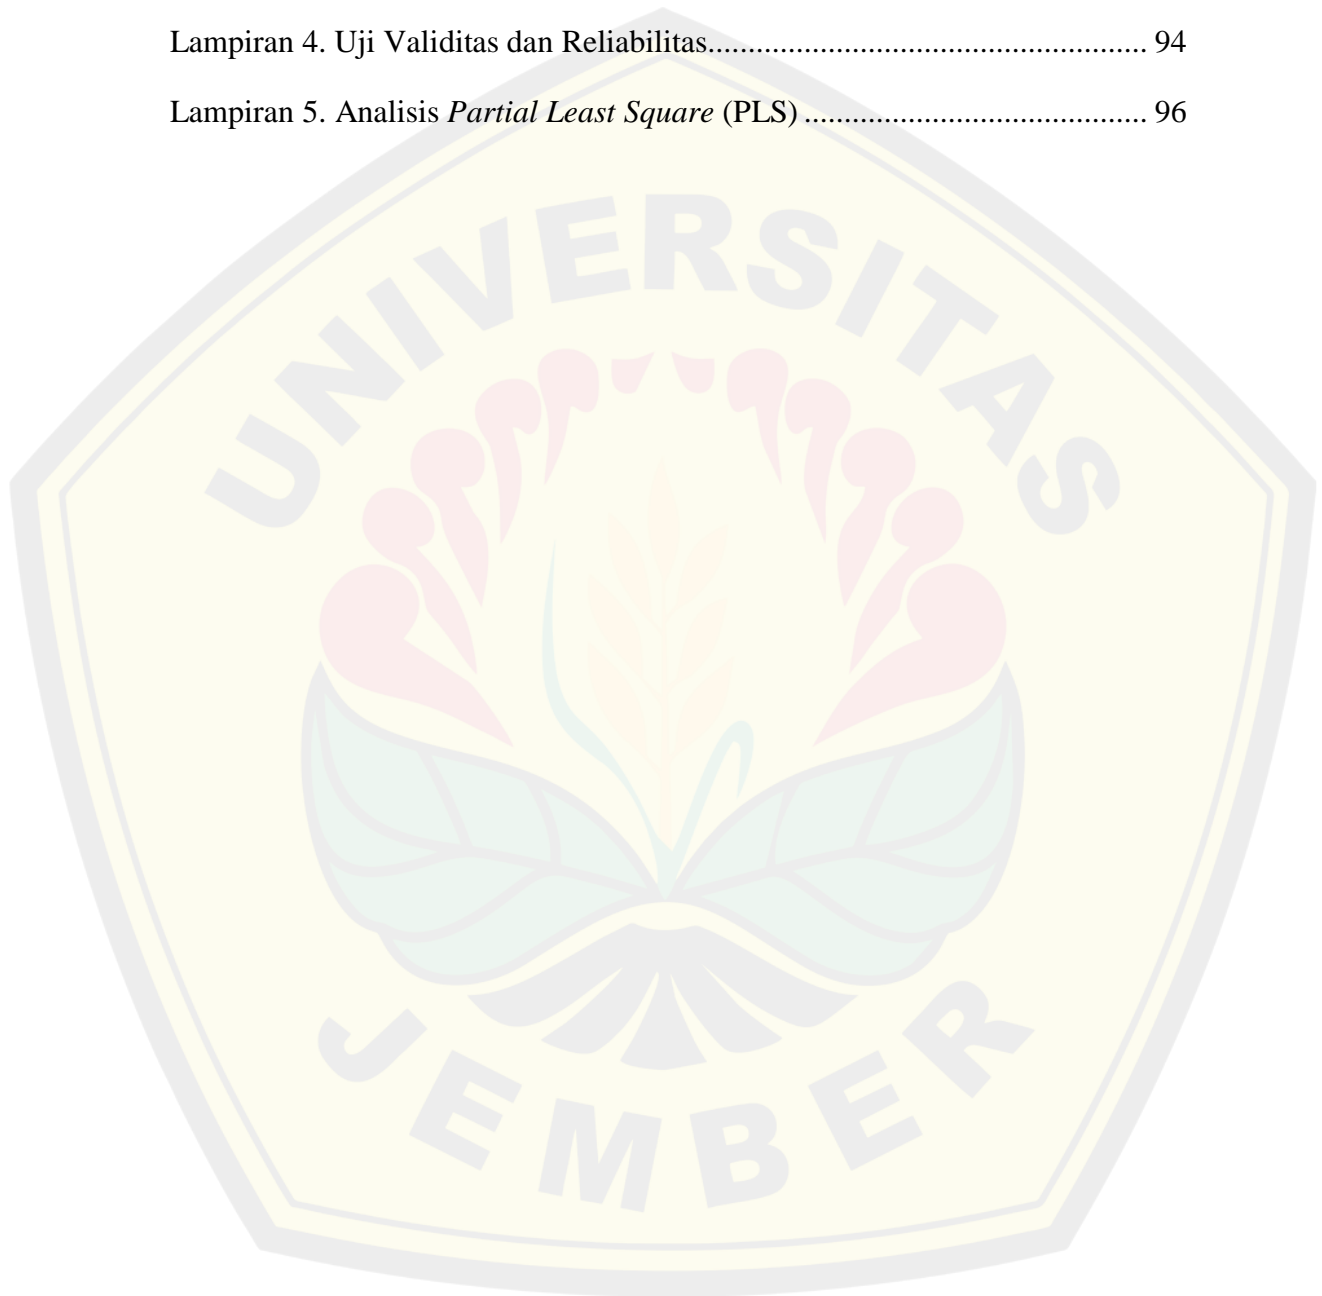 Lampiran 4. Uji Validitas dan Reliabilitas....................................................... 94
Lampiran 5. Analisis Partial Least Square (PLS) ........................................... 96
UNIVERSITAS
JEMBER